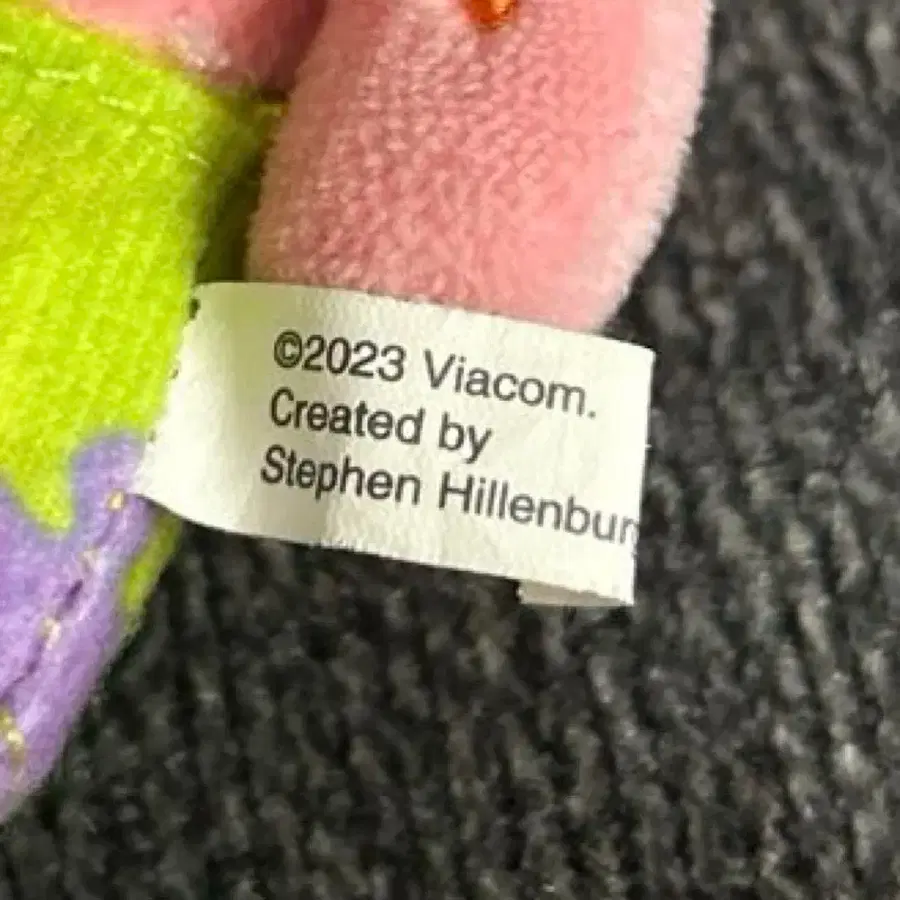 ©2023 Viacom.
Created by
Stephen Hillenbur